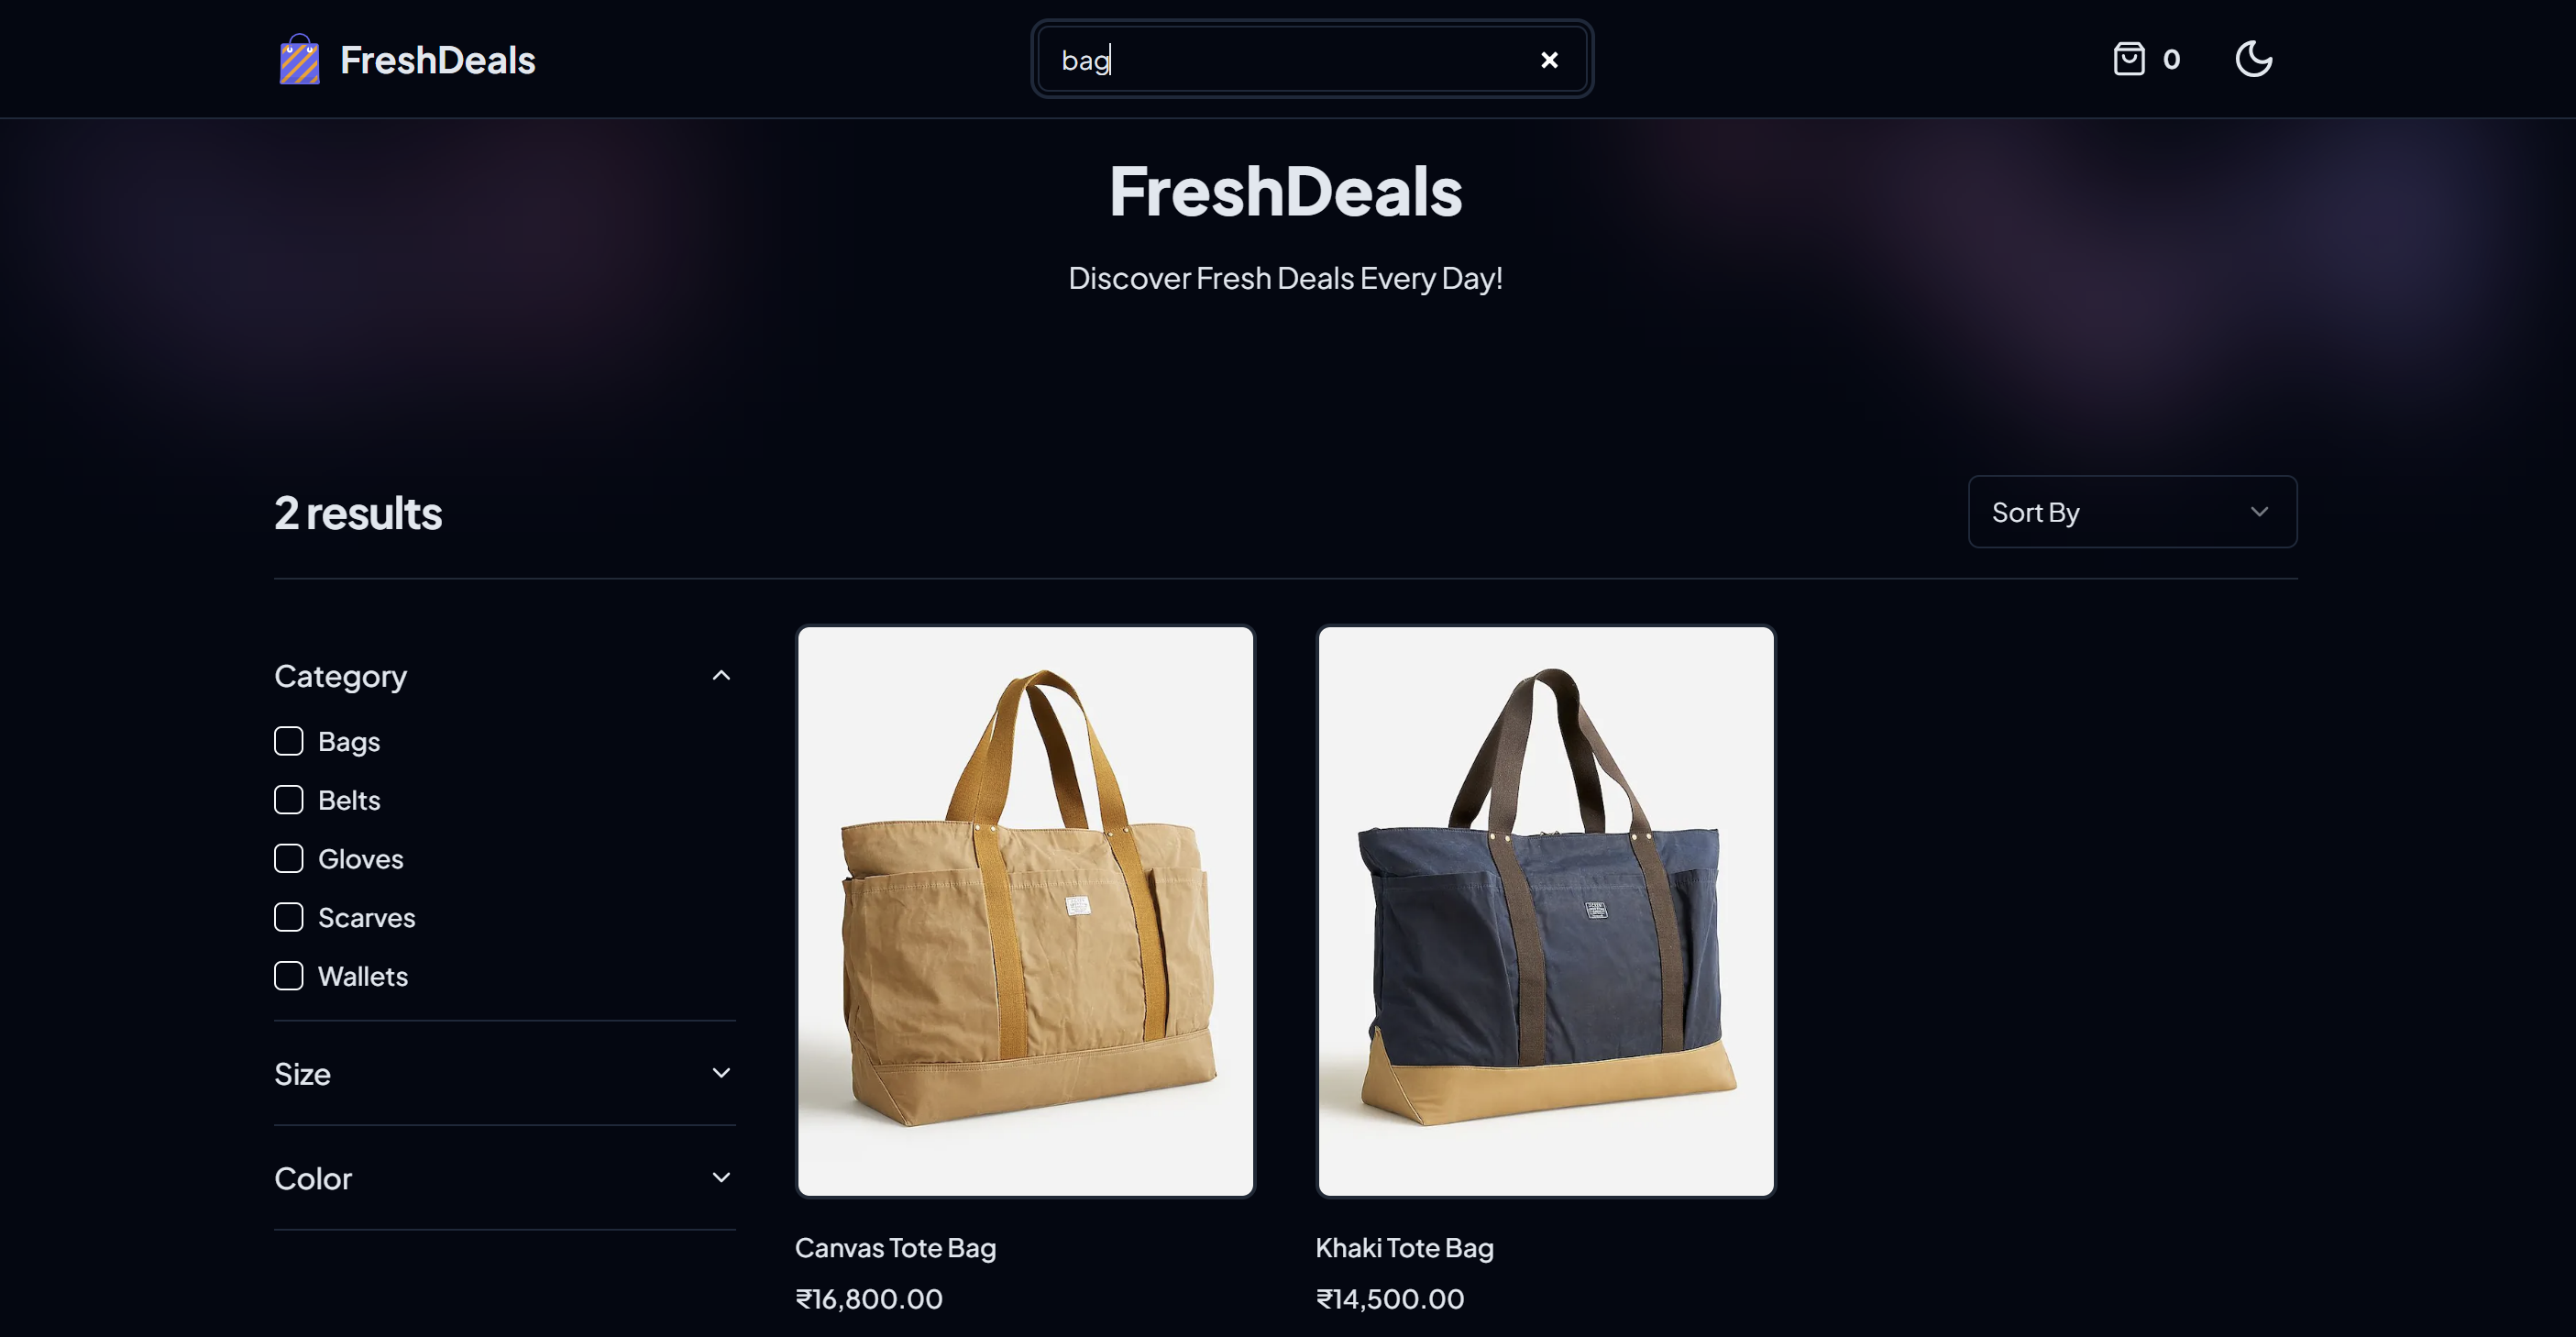 FreshDeals
bag
0
FreshDeals
Discover Fresh Deals Every Day!
2 results
Sort By
Category
Bags
Belts
Gloves
Scarves
Wallets
Size
Color
Canvas Tote Bag
₹16,800.00
Khaki Tote Bag
₹14,500.00